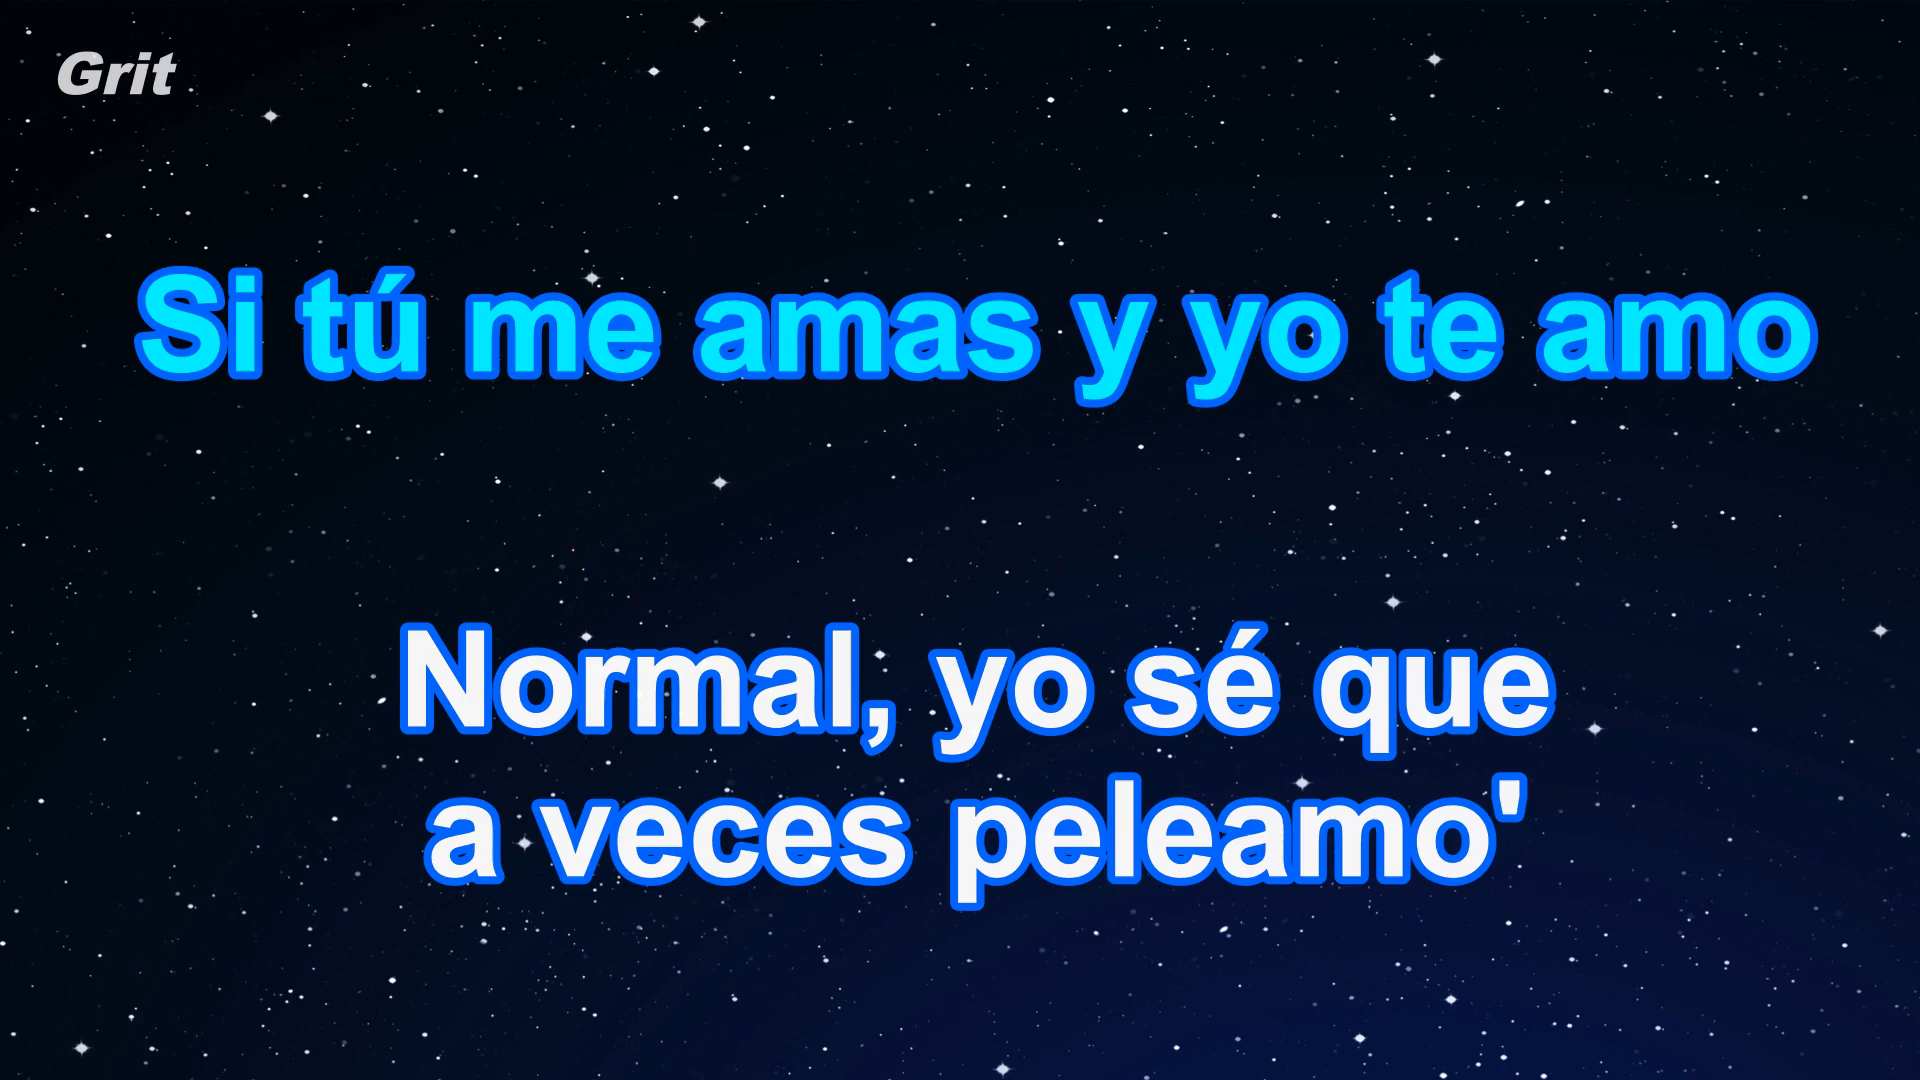 Grit
Si tú me amas y yo te amo
Normal, yo sé que
a veces peleamo'